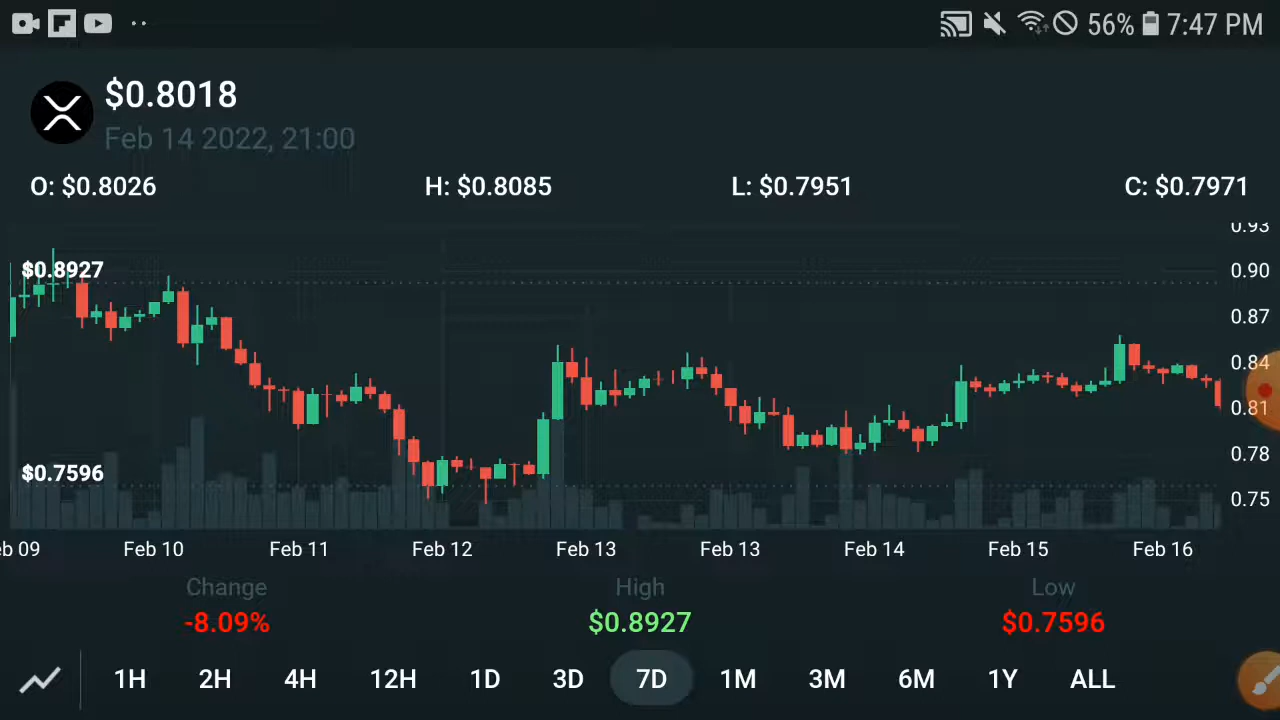 56% 7:47 PM
$0.8018
Feb 14 2022, 21:00
O: $0.8026 H: $0.8085 L: $0.7951 C: $0.7971
0.93
$0.8927
0.90
0.87
0.84
0.81
0.78
$0.7596
0.75
eb 09 Feb 10 Feb 11 Feb 12 Feb 13 Feb 13 Feb 14 Feb 15 Feb 16
Change High Low
-8.09% $0.8927 $0.7596
1H 2H 4H 12H 1D 3D 7D 1M 3M 6M 1Y ALL